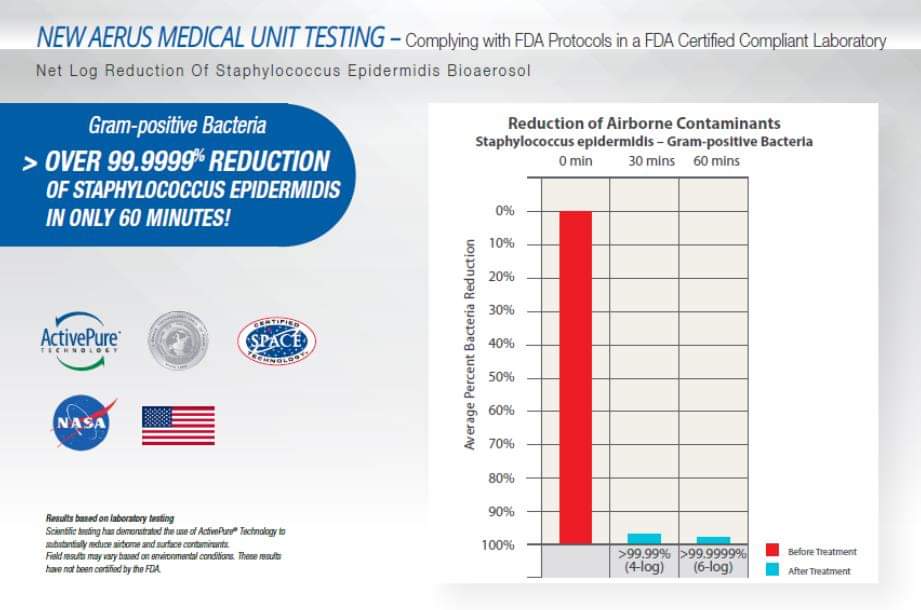 NEW AERUS MEDICAL UNIT TESTING – Complying with FDA Protocols in a FDA Certified Compliant Laboratory
Net Log Reduction Of Staphylococcus Epidermidis Bioaerosol
Gram-positive Bacteria
> OVER 99.9999% REDUCTION
OF STAPHYLOCOCCUS EPIDERMIDIS
IN ONLY 60 MINUTES!
ActivePure®
TECHNOLOGY
CERTIFIED
SPACE
TECHNOLOGY
NASA
Results based on laboratory testing
Scientific testing has demonstrated the use of ActivePure® Technology to
substantially reduce airborne and surface contaminants.
Field results may vary based on environmental conditions. These results
have not been certified by the FDA.
Reduction of Airborne Contaminants
Staphylococcus epidermidis – Gram-positive Bacteria
0 min 30 mins 60 mins
Average Percent Bacteria Reduction
0%
10%
20%
30%
40%
50%
60%
70%
80%
90%
100%
>99.99% >99.9999%
(4-log) (6-log)
Before Treatment
After Treatment